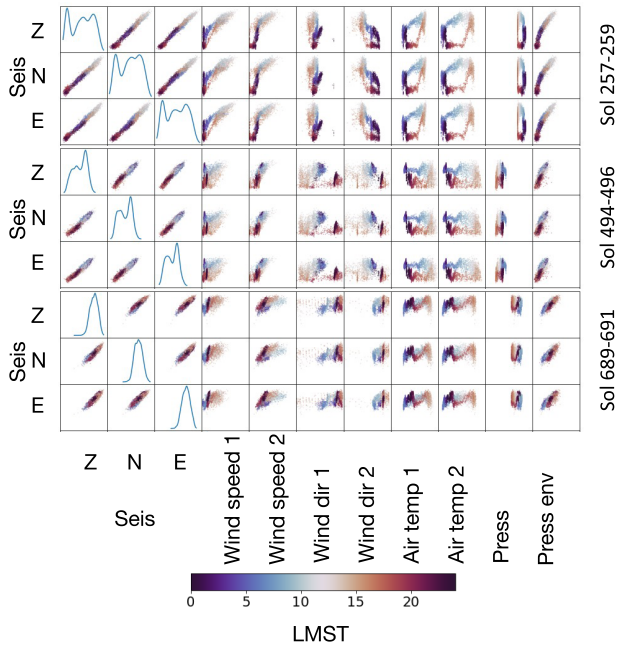 Z
N
E
Seis
Sol 257-259
Z
N
E
Seis
Sol 494-496
Z
N
E
Seis
Sol 689-691
Z N E
Seis
Wind speed 1
Wind speed 2
Wind dir 1
Wind dir 2
Air temp 1
Air temp 2
Press
Press env
0 5 10 15 20
LMST